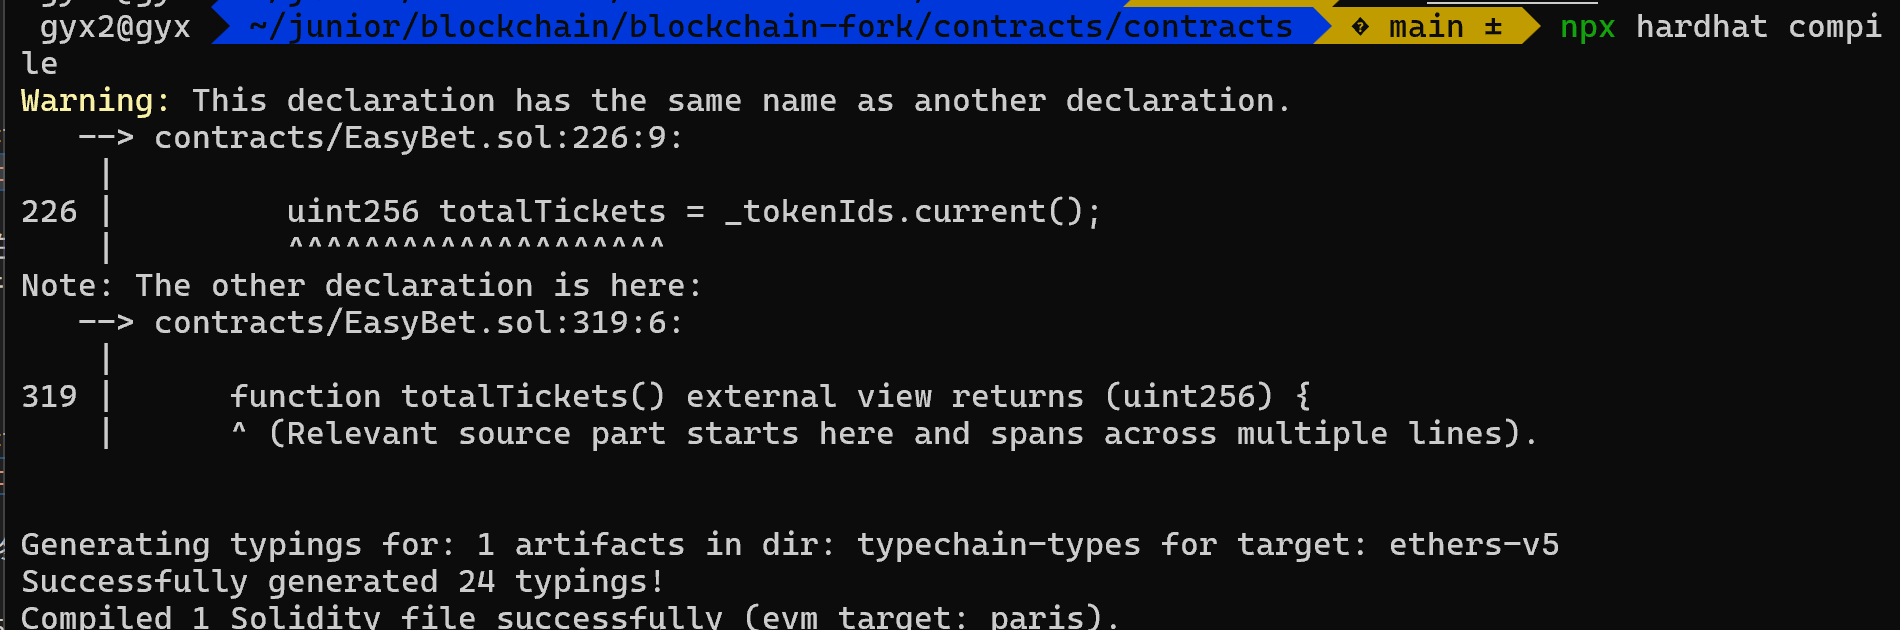 gyx2@gyx ~/junior/blockchain/blockchain-fork/contracts/contracts � main ± npx hardhat compi
le
Warning: This declaration has the same name as another declaration.
   --> contracts/EasyBet.sol:226:9:
    |
226 |         uint256 totalTickets = _tokenIds.current();
    |         ^^^^^^^^^^^^^^^^^^^^
Note: The other declaration is here:
   --> contracts/EasyBet.sol:319:6:
    |
319 |      function totalTickets() external view returns (uint256) {
    |      ^ (Relevant source part starts here and spans across multiple lines).
Generating typings for: 1 artifacts in dir: typechain-types for target: ethers-v5
Successfully generated 24 typings!
Compiled 1 Solidity file successfully (evm target: paris).